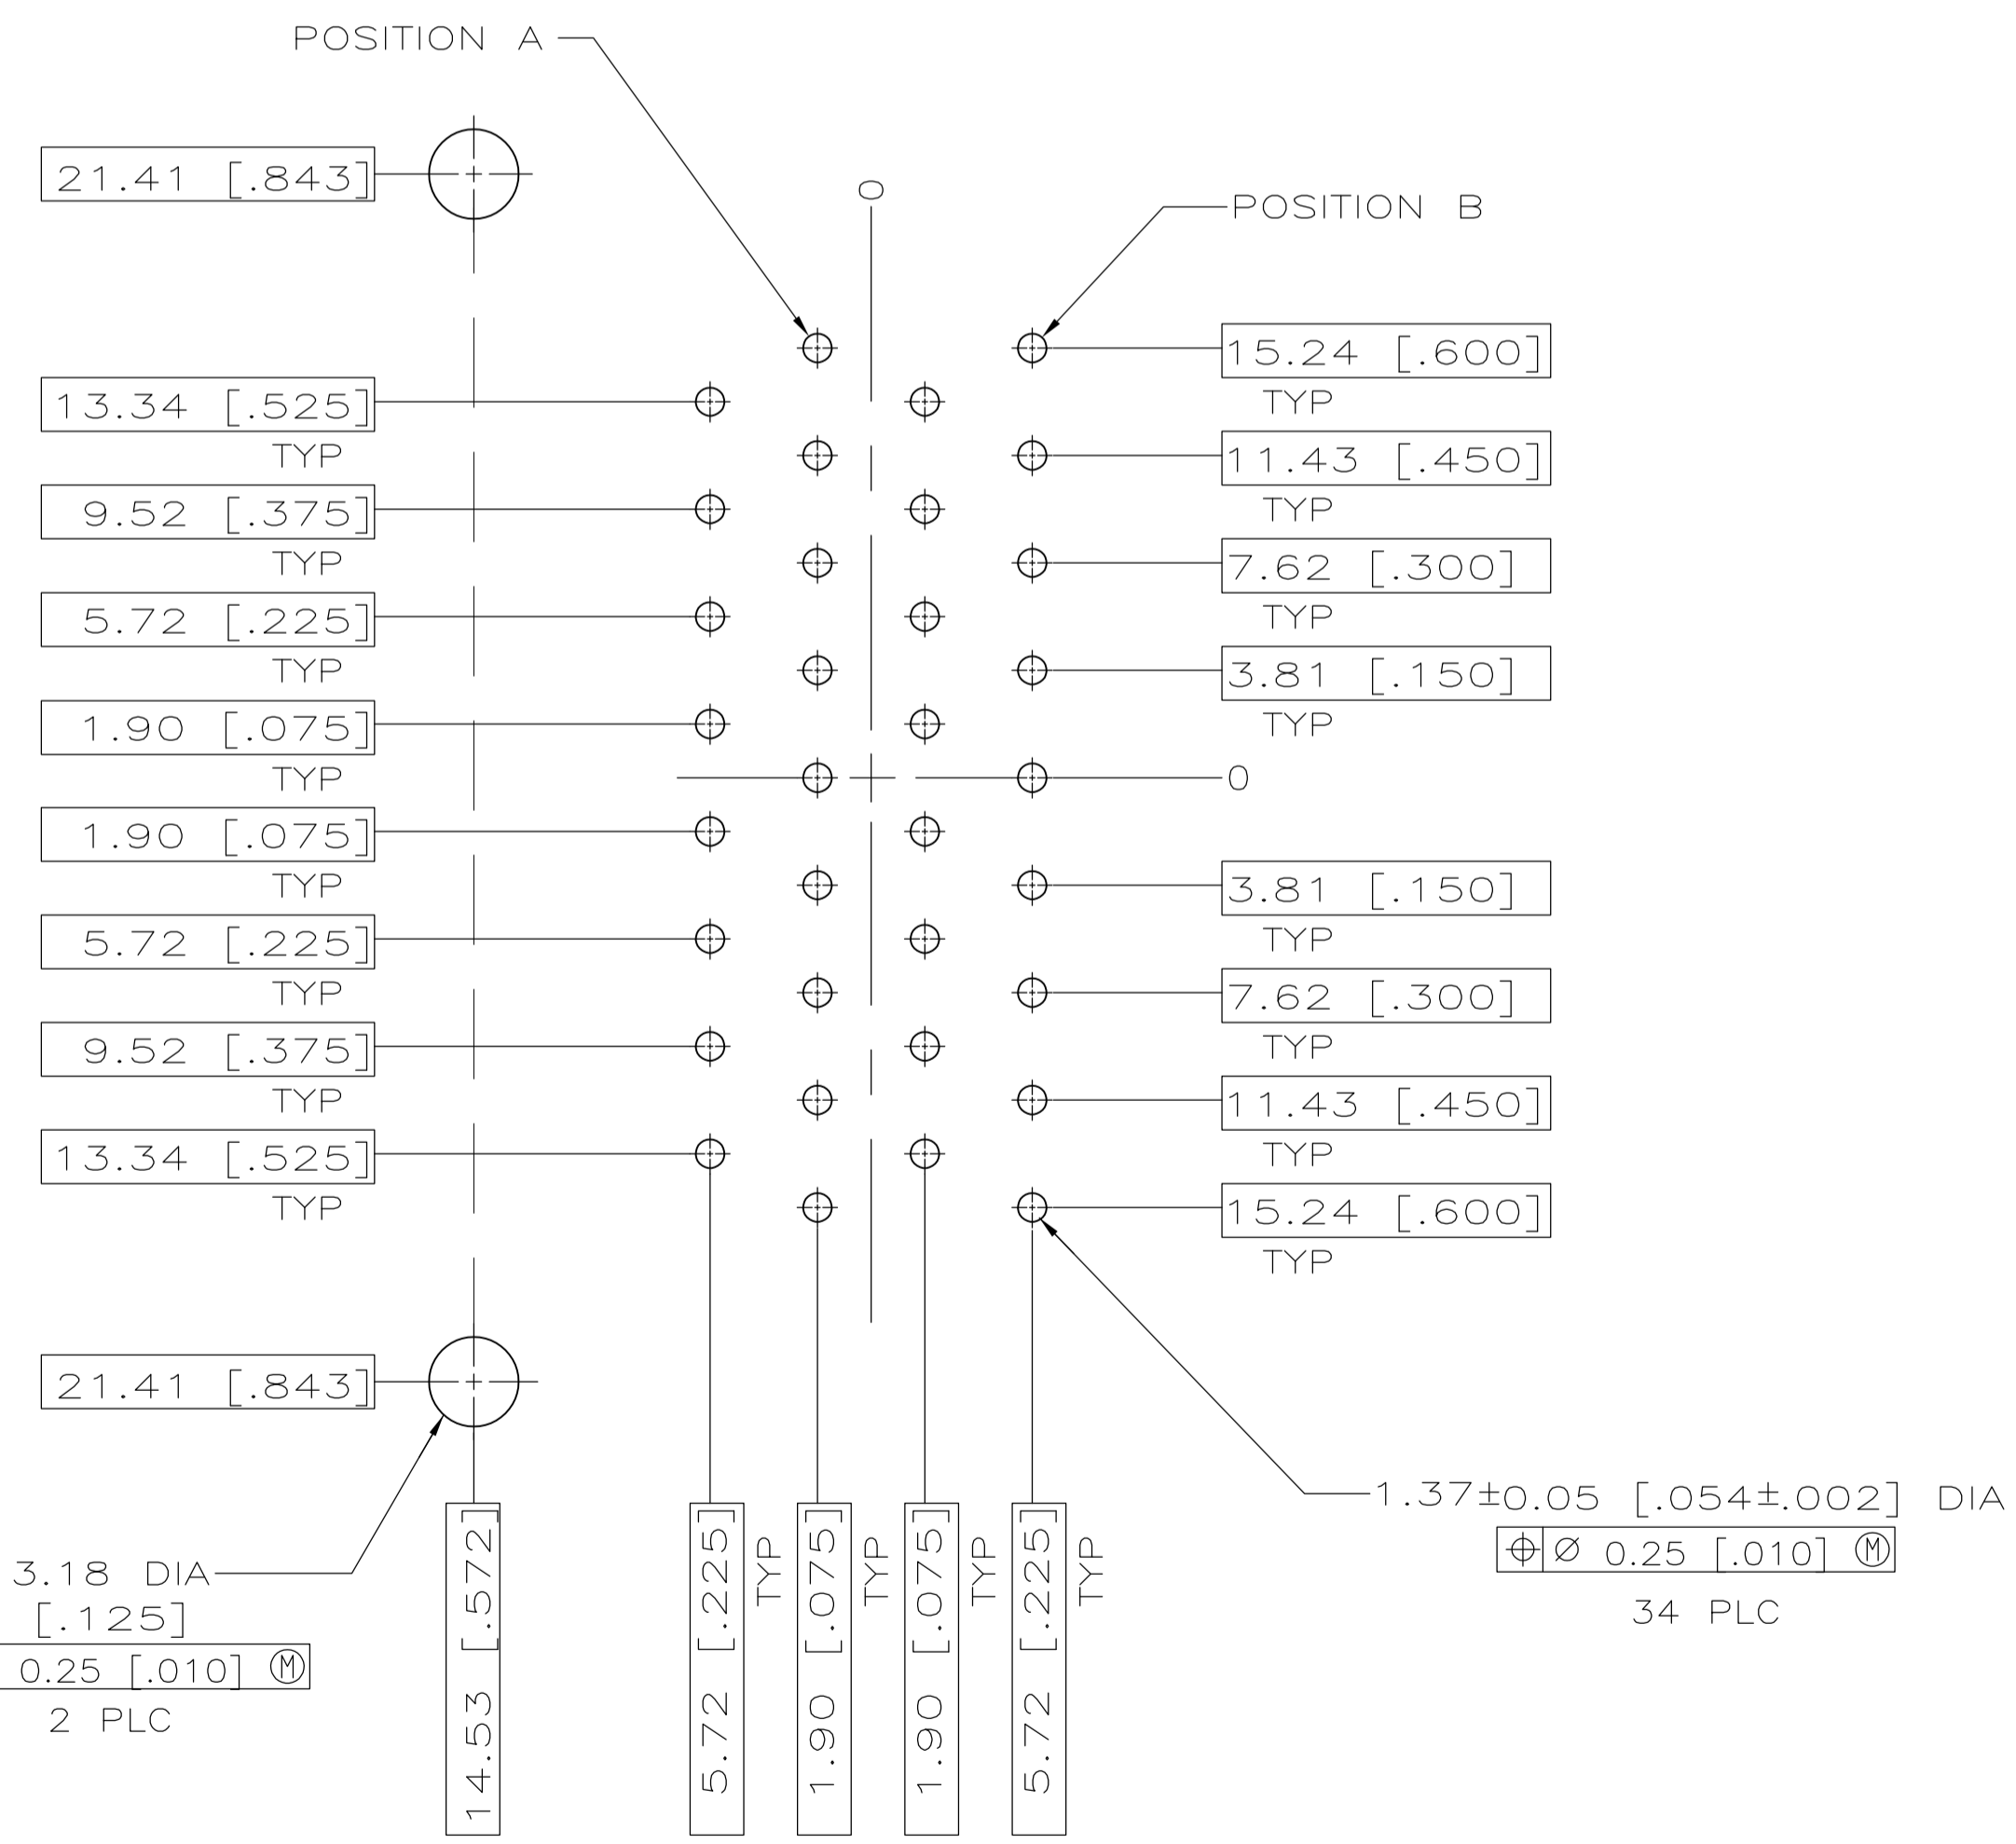 POSITION A
21.41 [.843]
0
POSITION B
15.24 [.600]
TYP
13.34 [.525]
TYP
11.43 [.450]
TYP
9.52 [.375]
TYP
7.62 [.300]
TYP
5.72 [.225]
TYP
3.81 [.150]
TYP
1.90 [.075]
TYP
0
1.90 [.075]
TYP
3.81 [.150]
TYP
5.72 [.225]
TYP
7.62 [.300]
TYP
9.52 [.375]
TYP
11.43 [.450]
TYP
13.34 [.525]
TYP
15.24 [.600]
TYP
21.41 [.843]
1.37±0.05 [.054±.002] DIA
⌖ Ø 0.25 [.010] Ⓜ
34 PLC
3.18 DIA
[.125]
0.25 [.010] Ⓜ
2 PLC
14.53 [.572]
5.72 [.225]
TYP
1.90 [.075]
TYP
1.90 [.075]
TYP
5.72 [.225]
TYP